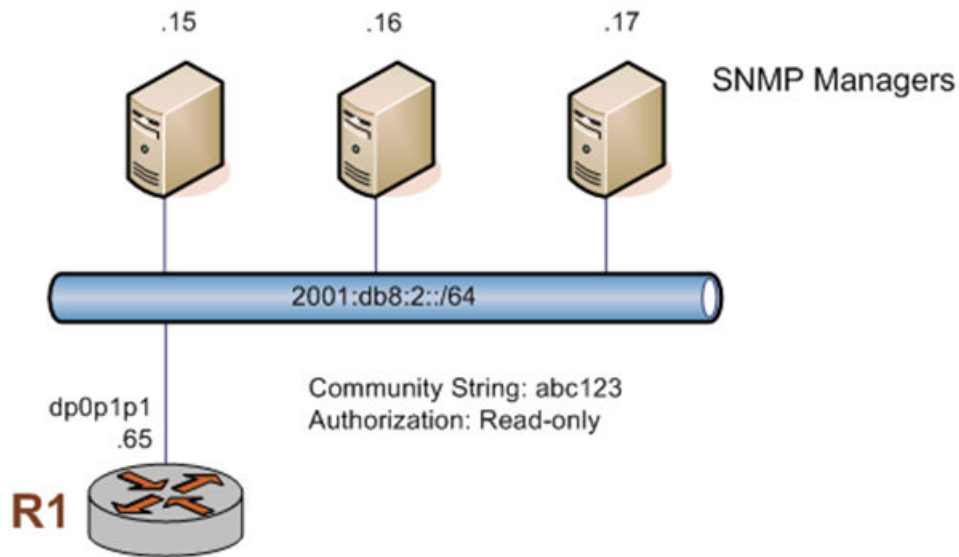 .15
.16
.17
SNMP Managers
2001:db8:2::/64
Community String: abc123
Authorization: Read-only
dp0p1p1
.65
R1